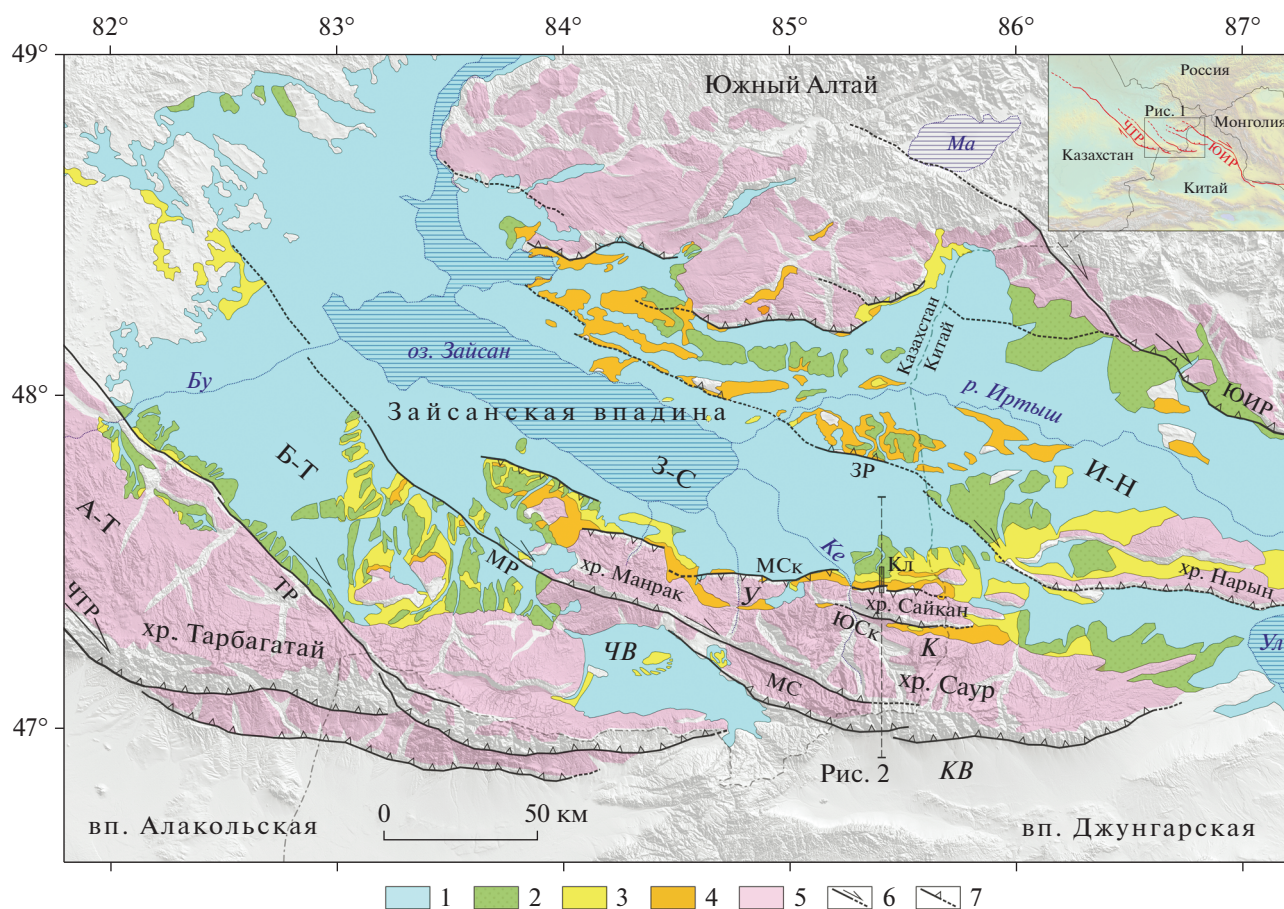 82°
83°
84°
85°
86°
87°
49°
Южный Алтай
Россия
Рис. 1
Монголия
ЧТР
ЮИР
Казахстан
Китай
Ма
Казахстан
Китай
оз. Зайсан
Бу
48°
р. Иртыш
Зайсанская впадина
ЮИР
Б-Т
З-С
ЗР
И-Н
А-Т
Ке
МСк
Кл
МР
хр. Манрак
У
хр. Сайкан
хр. Нарын
ЧТР
ТР
ЮСк
хр. Тарбагатай
ЧВ
К
Ул
МС
хр. Саур
47°
Рис. 2
КВ
0
50 км
вп. Алакольская
вп. Джунгарская
1
2
3
4
5
6
7